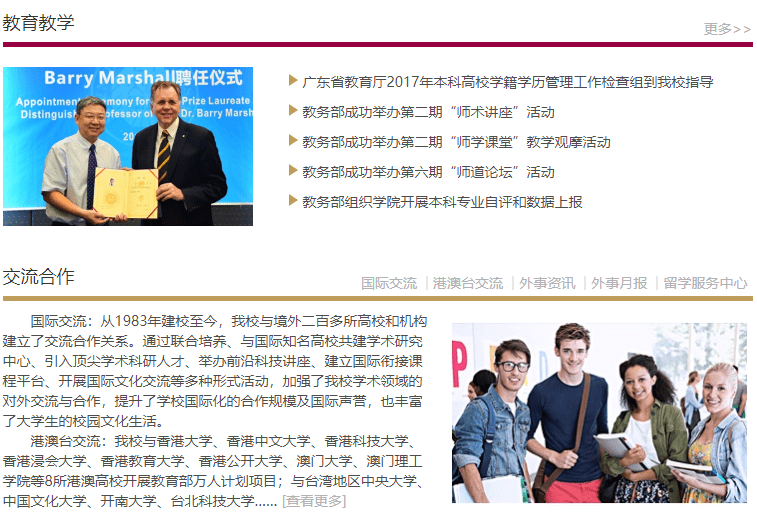 教育教学
更多>>
Barry Marshall聘任仪式
广东省教育厅2017年本科高校学籍学历管理工作检查组到我校指导
教务部成功举办第二期“师术讲座”活动
教务部成功举办第二期“师学课堂”教学观摩活动
教务部成功举办第六期“师道论坛”活动
教务部组织学院开展本科专业自评和数据上报
交流合作
国际交流 | 港澳台交流 | 外事资讯 | 外事月报 | 留学服务中心
国际交流：从1983年建校至今，我校与境外二百多所高校和机构
建立了交流合作关系。通过联合培养、与国际知名高校共建学术研究
中心、引入顶尖学术科研人才、举办前沿科技讲座、建立国际衔接课
程平台、开展国际文化交流等多种形式活动，加强了我校学术领域的
对外交流与合作，提升了学校国际化的合作规模及国际声誉，也丰富
了大学生的校园文化生活。
港澳台交流：我校与香港大学、香港中文大学、香港科技大学、
香港浸会大学、香港教育大学、香港公开大学、澳门大学、澳门理工
学院等8所港澳高校开展教育部万人计划项目；与台湾地区中央大学、
中国文化大学、开南大学、台北科技大学...... [查看更多]